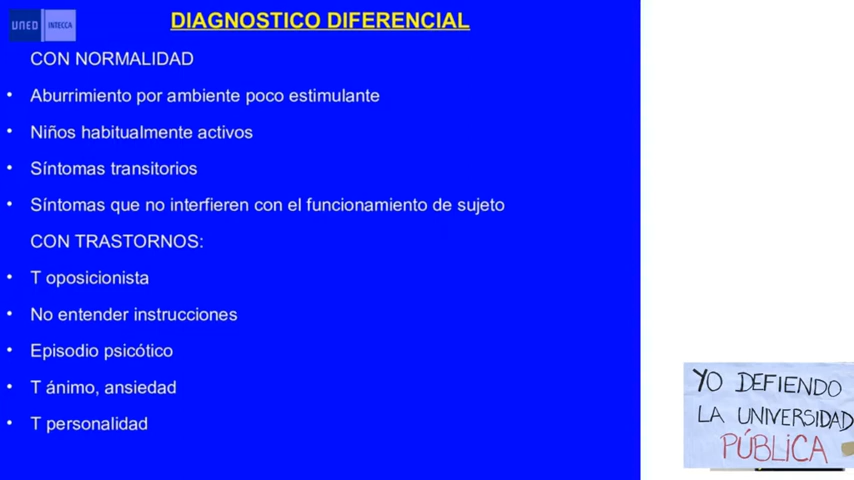 UNED INTECCA
DIAGNOSTICO DIFERENCIAL
CON NORMALIDAD
• Aburrimiento por ambiente poco estimulante
• Niños habitualmente activos
• Síntomas transitorios
• Síntomas que no interfieren con el funcionamiento de sujeto
CON TRASTORNOS:
• T oposicionista
• No entender instrucciones
• Episodio psicótico
• T ánimo, ansiedad
• T personalidad
YO DEFIENDO
LA UNIVERSIDAD
PÚBLICA